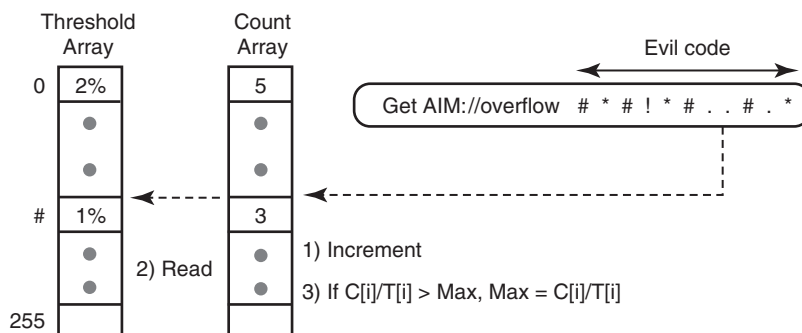 Threshold Array
Count Array
Evil code
0
2%
5
Get AIM://overflow # * # ! * # . . # . *
#
1%
3
1) Increment
2) Read
3) If C[i]/T[i] > Max, Max = C[i]/T[i]
255